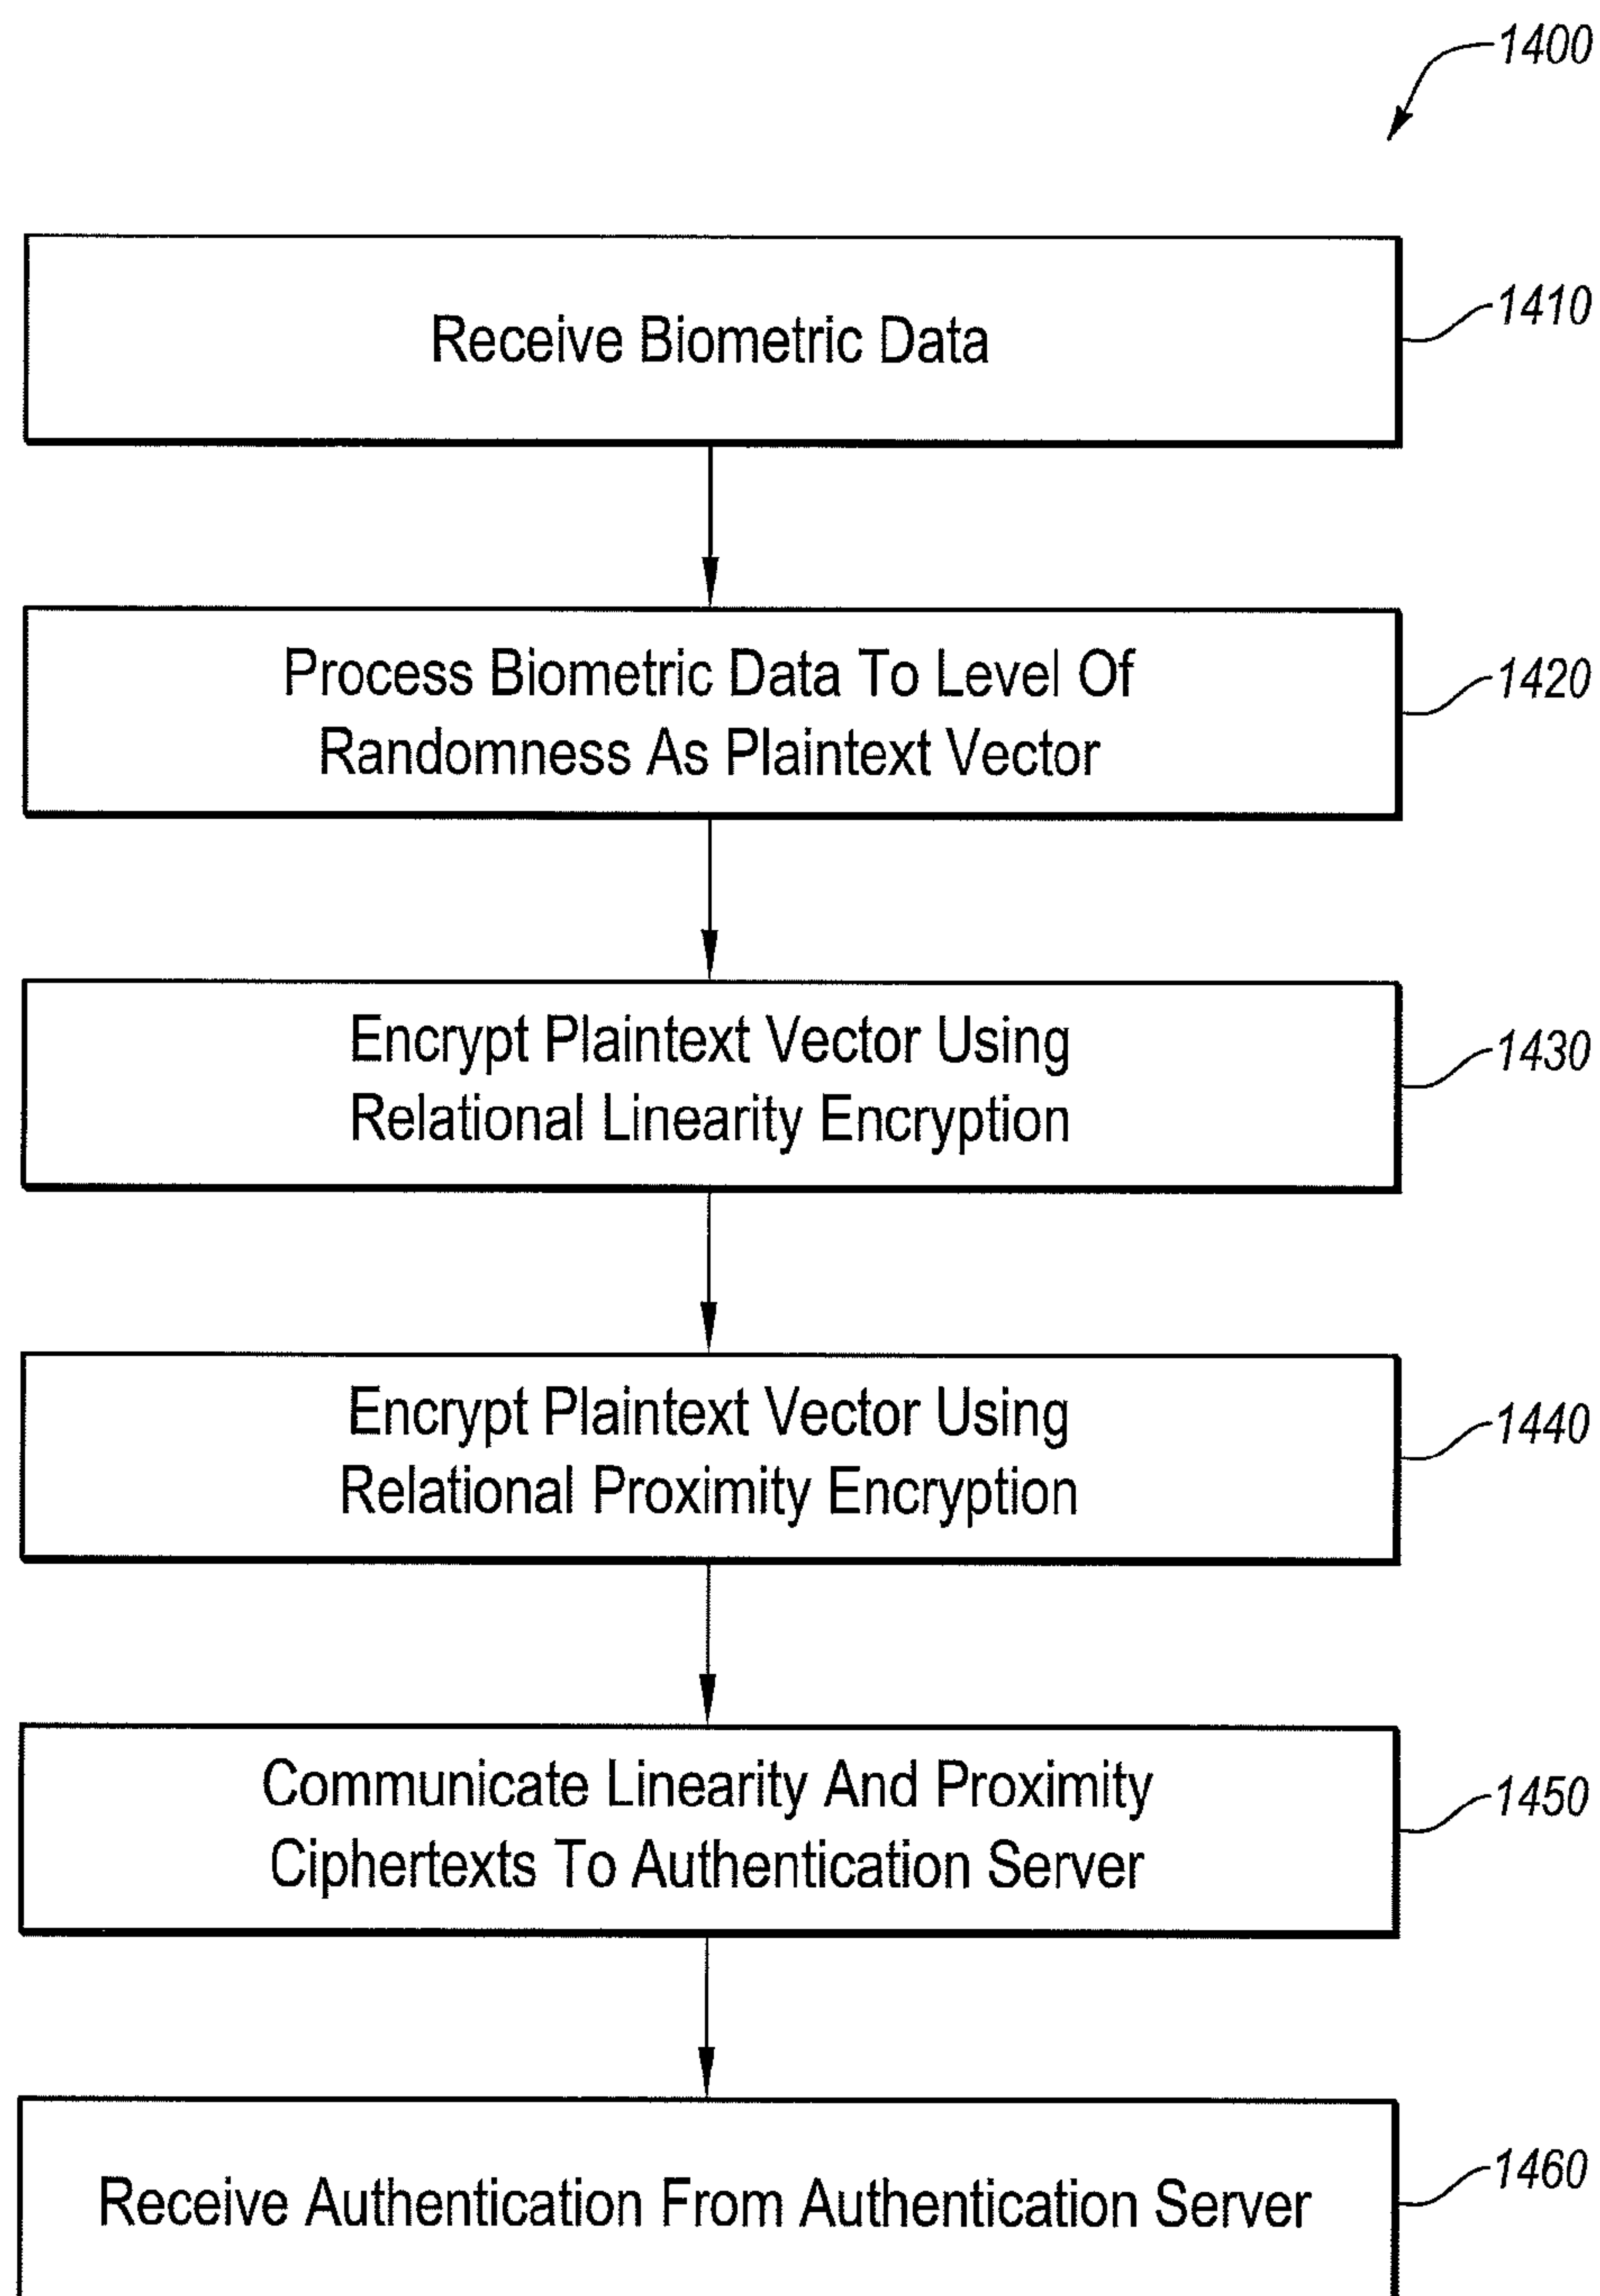 1400
Receive Biometric Data
1410
Process Biometric Data To Level Of
Randomness As Plaintext Vector
1420
Encrypt Plaintext Vector Using
Relational Linearity Encryption
1430
Encrypt Plaintext Vector Using
Relational Proximity Encryption
1440
Communicate Linearity And Proximity
Ciphertexts To Authentication Server
1450
Receive Authentication From Authentication Server
1460